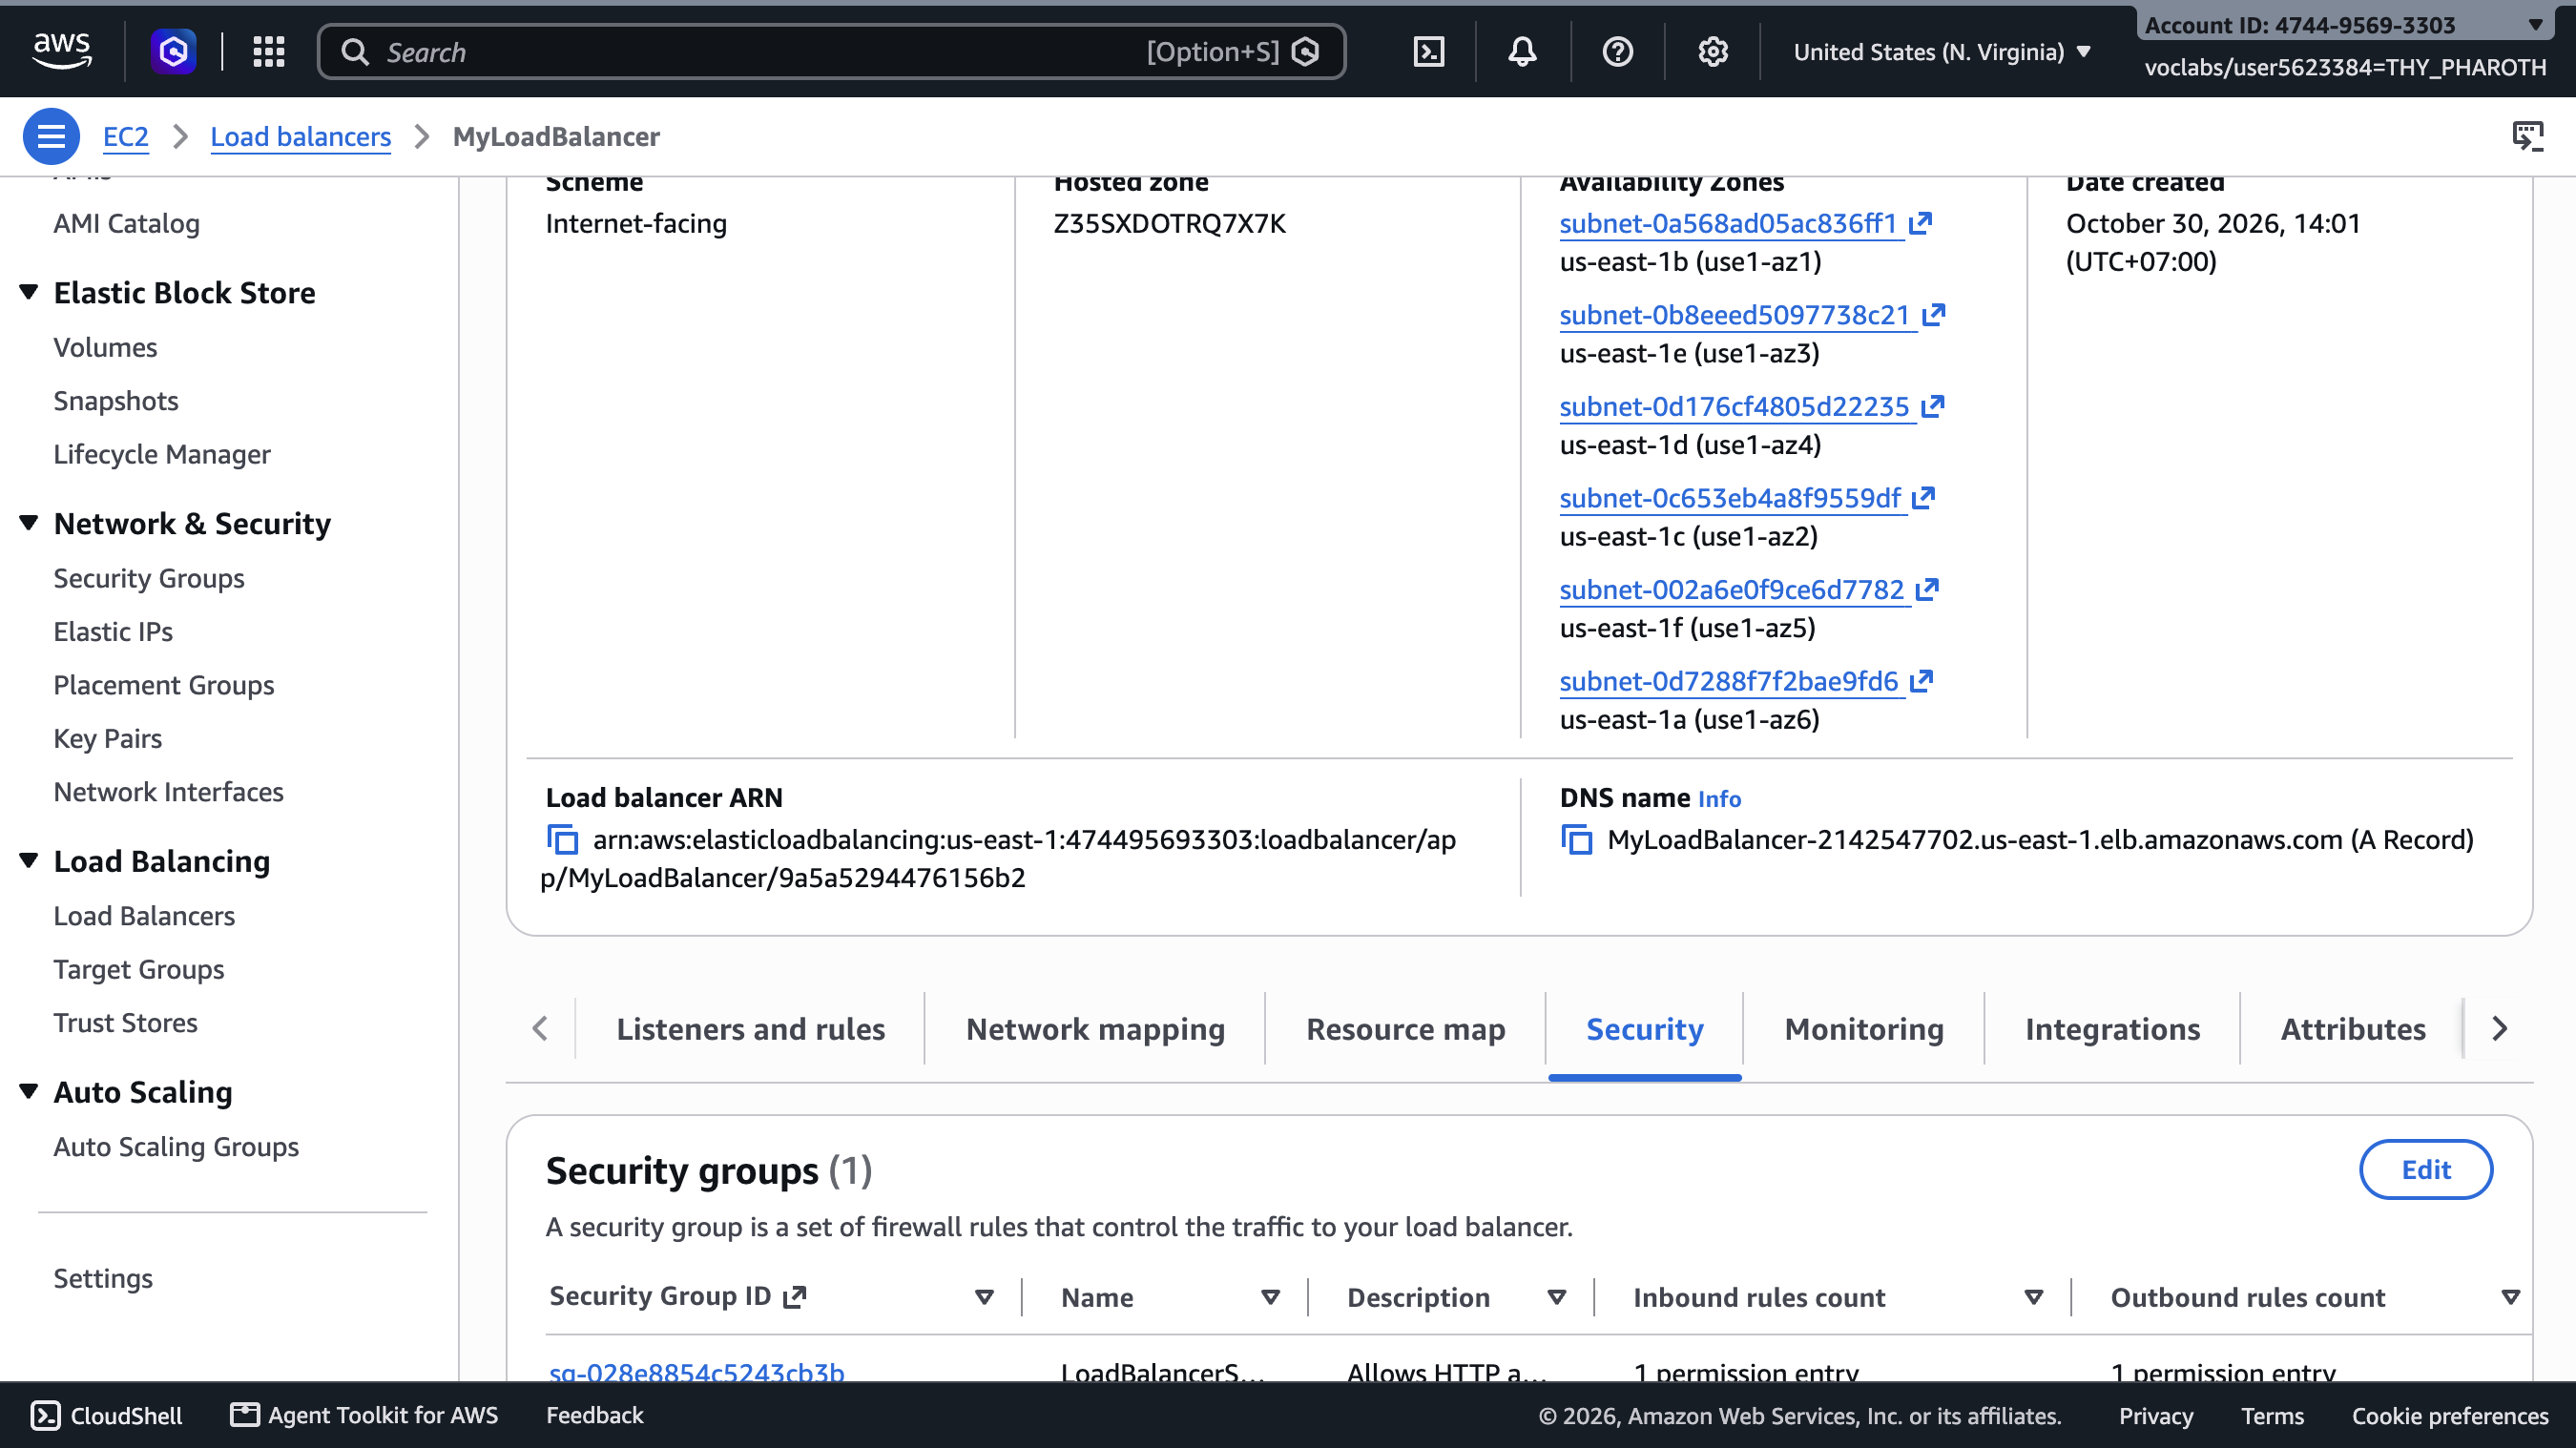 aws
Search
[Option+S]
United States (N. Virginia)
Account ID: 4744-9569-3303
voclabs/user5623384=THY_PHAROTH
EC2
Load balancers
MyLoadBalancer
AMI Catalog
Elastic Block Store
Volumes
Snapshots
Lifecycle Manager
Network & Security
Security Groups
Elastic IPs
Placement Groups
Key Pairs
Network Interfaces
Load Balancing
Load Balancers
Target Groups
Trust Stores
Auto Scaling
Auto Scaling Groups
Settings
Scheme
Internet-facing
Hosted zone
Z35SXDOTRQ7X7K
Availability Zones
subnet-0a568ad05ac836ff1
us-east-1b (use1-az1)
subnet-0b8eeed5097738c21
us-east-1e (use1-az3)
subnet-0d176cf4805d22235
us-east-1d (use1-az4)
subnet-0c653eb4a8f9559df
us-east-1c (use1-az2)
subnet-002a6e0f9ce6d7782
us-east-1f (use1-az5)
subnet-0d7288f7f2bae9fd6
us-east-1a (use1-az6)
Date created
October 30, 2026, 14:01
(UTC+07:00)
Load balancer ARN
arn:aws:elasticloadbalancing:us-east-1:474495693303:loadbalancer/ap
p/MyLoadBalancer/9a5a5294476156b2
DNS name Info
MyLoadBalancer-2142547702.us-east-1.elb.amazonaws.com (A Record)
Listeners and rules
Network mapping
Resource map
Security
Monitoring
Integrations
Attributes
Security groups (1)
Edit
A security group is a set of firewall rules that control the traffic to your load balancer.
Security Group ID
Name
Description
Inbound rules count
Outbound rules count
sg-028e8854c5243cb3b
LoadBalancerS...
Allows HTTP a...
1 permission entry
1 permission entry
CloudShell
Agent Toolkit for AWS
Feedback
© 2026, Amazon Web Services, Inc. or its affiliates.
Privacy
Terms
Cookie preferences